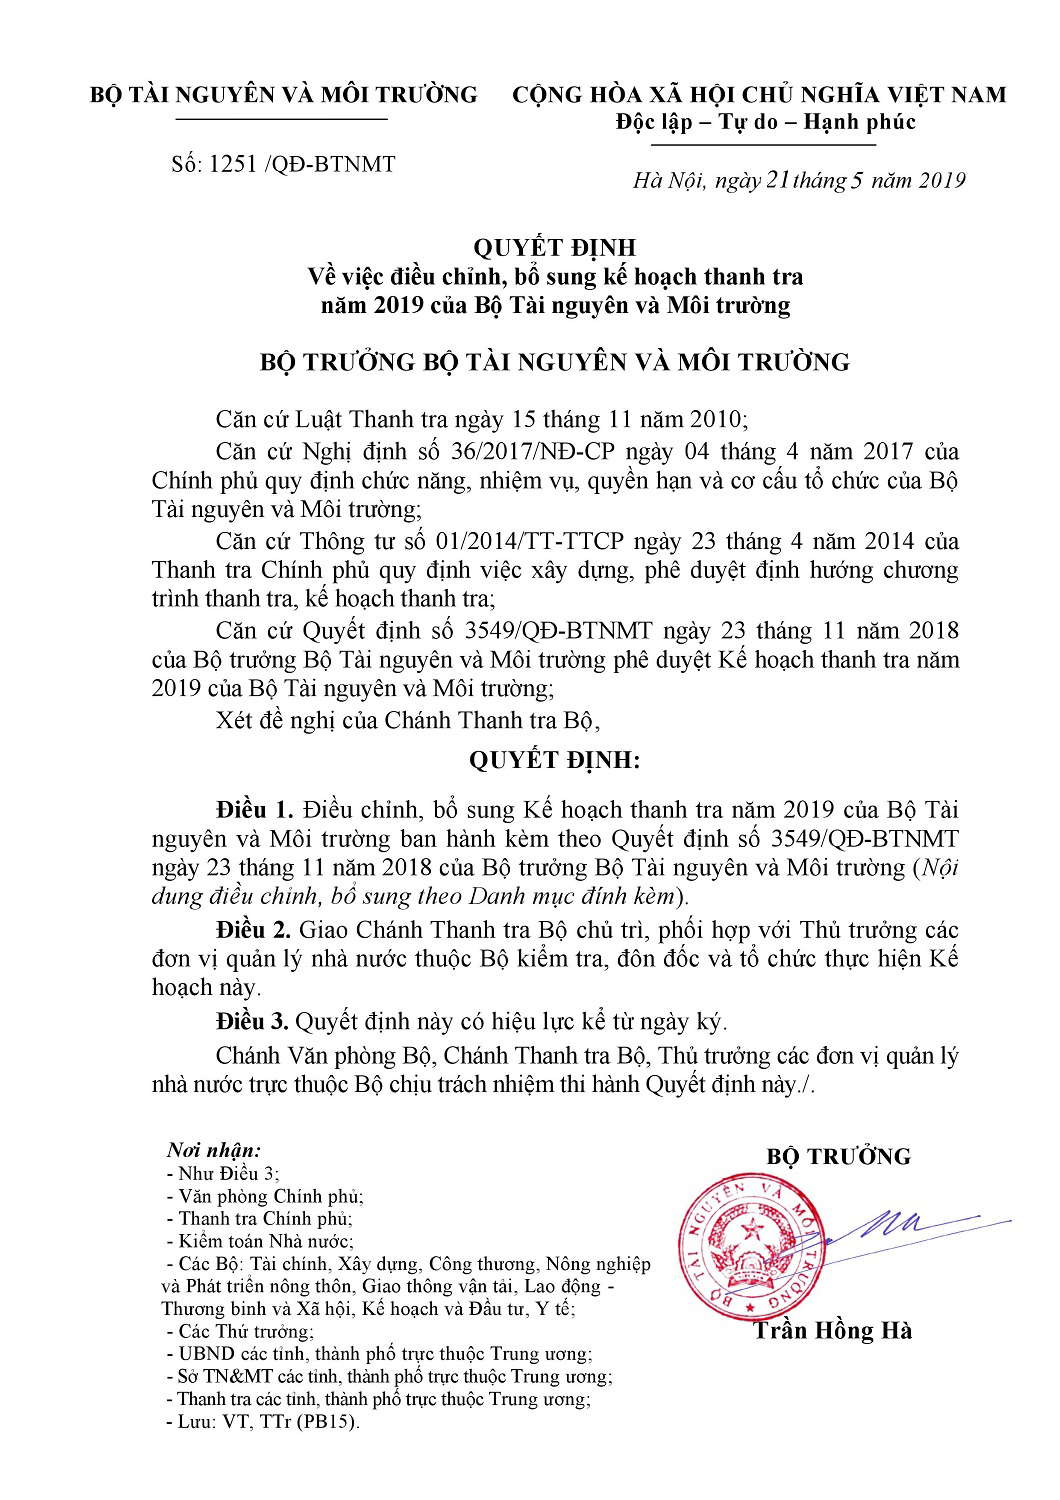 BỘ TÀI NGUYÊN VÀ MÔI TRƯỜNG
CỘNG HÒA XÃ HỘI CHỦ NGHĨA VIỆT NAM
Độc lập – Tự do – Hạnh phúc
Số: 1251 /QĐ-BTNMT
Hà Nội, ngày 21 tháng 5 năm 2019
QUYẾT ĐỊNH
Về việc điều chỉnh, bổ sung kế hoạch thanh tra
năm 2019 của Bộ Tài nguyên và Môi trường
BỘ TRƯỞNG BỘ TÀI NGUYÊN VÀ MÔI TRƯỜNG
Căn cứ Luật Thanh tra ngày 15 tháng 11 năm 2010;
Căn cứ Nghị định số 36/2017/NĐ-CP ngày 04 tháng 4 năm 2017 của
Chính phủ quy định chức năng, nhiệm vụ, quyền hạn và cơ cấu tổ chức của Bộ
Tài nguyên và Môi trường;
Căn cứ Thông tư số 01/2014/TT-TTCP ngày 23 tháng 4 năm 2014 của
Thanh tra Chính phủ quy định việc xây dựng, phê duyệt định hướng chương
trình thanh tra, kế hoạch thanh tra;
Căn cứ Quyết định số 3549/QĐ-BTNMT ngày 23 tháng 11 năm 2018
của Bộ trưởng Bộ Tài nguyên và Môi trường phê duyệt Kế hoạch thanh tra năm
2019 của Bộ Tài nguyên và Môi trường;
Xét đề nghị của Chánh Thanh tra Bộ,
QUYẾT ĐỊNH:
Điều 1. Điều chỉnh, bổ sung Kế hoạch thanh tra năm 2019 của Bộ Tài
nguyên và Môi trường ban hành kèm theo Quyết định số 3549/QĐ-BTNMT
ngày 23 tháng 11 năm 2018 của Bộ trưởng Bộ Tài nguyên và Môi trường (Nội
dung điều chỉnh, bổ sung theo Danh mục đính kèm).
Điều 2. Giao Chánh Thanh tra Bộ chủ trì, phối hợp với Thủ trưởng các
đơn vị quản lý nhà nước thuộc Bộ kiểm tra, đôn đốc và tổ chức thực hiện Kế
hoạch này.
Điều 3. Quyết định này có hiệu lực kể từ ngày ký.
Chánh Văn phòng Bộ, Chánh Thanh tra Bộ, Thủ trưởng các đơn vị quản lý
nhà nước trực thuộc Bộ chịu trách nhiệm thi hành Quyết định này./.
Nơi nhận:
- Như Điều 3;
- Văn phòng Chính phủ;
- Thanh tra Chính phủ;
- Kiểm toán Nhà nước;
- Các Bộ: Tài chính, Xây dựng, Công thương, Nông nghiệp
và Phát triển nông thôn, Giao thông vận tải, Lao động -
Thương binh và Xã hội, Kế hoạch và Đầu tư, Y tế;
- Các Thứ trưởng;
- UBND các tỉnh, thành phố trực thuộc Trung ương;
- Sở TN&MT các tỉnh, thành phố trực thuộc Trung ương;
- Thanh tra các tỉnh, thành phố trực thuộc Trung ương;
- Lưu: VT, TTr (PB15).
BỘ TRƯỞNG
BỘ TÀI NGUYÊN VÀ MÔI TRƯỜNG
Trần Hồng Hà